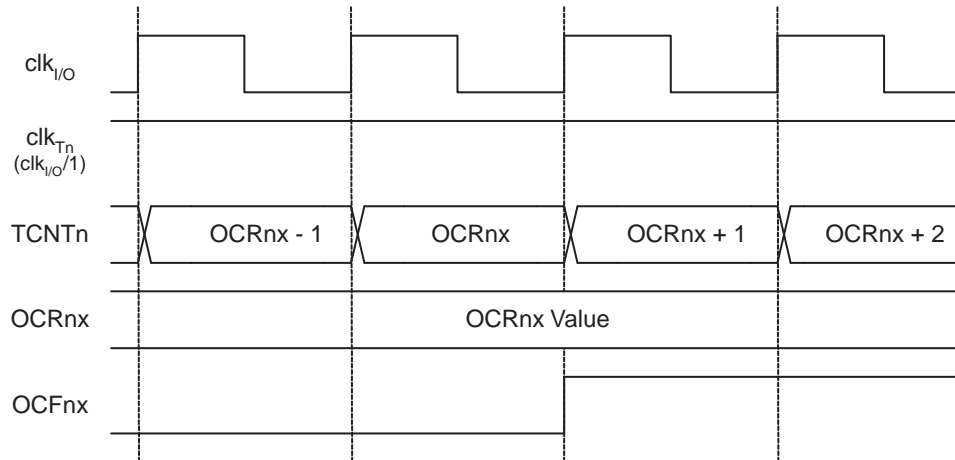 clkI/O
clkTn
(clkI/O/1)
TCNTn OCRnx - 1 OCRnx OCRnx + 1 OCRnx + 2
OCRnx OCRnx Value
OCFnx